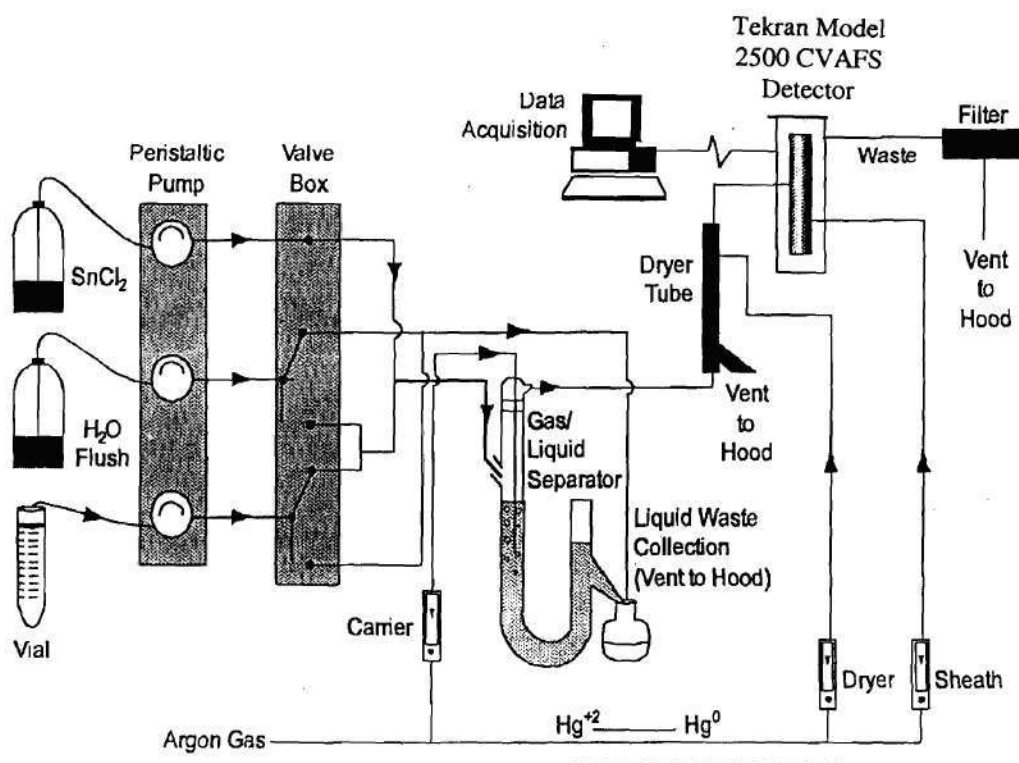 Tekran Model
2500 CVAFS
Detector
Data
Acquisition
Filter
Waste
Peristaltic
Pump
Valve
Box
SnCl₂
Dryer
Tube
Vent
to
Hood
H₂O
Flush
Gas/
Liquid
Separator
Vent
to
Hood
Liquid Waste
Collection
(Vent to Hood)
Vial
Carrier
Dryer
Sheath
Hg⁺² Hg⁰
Argon Gas